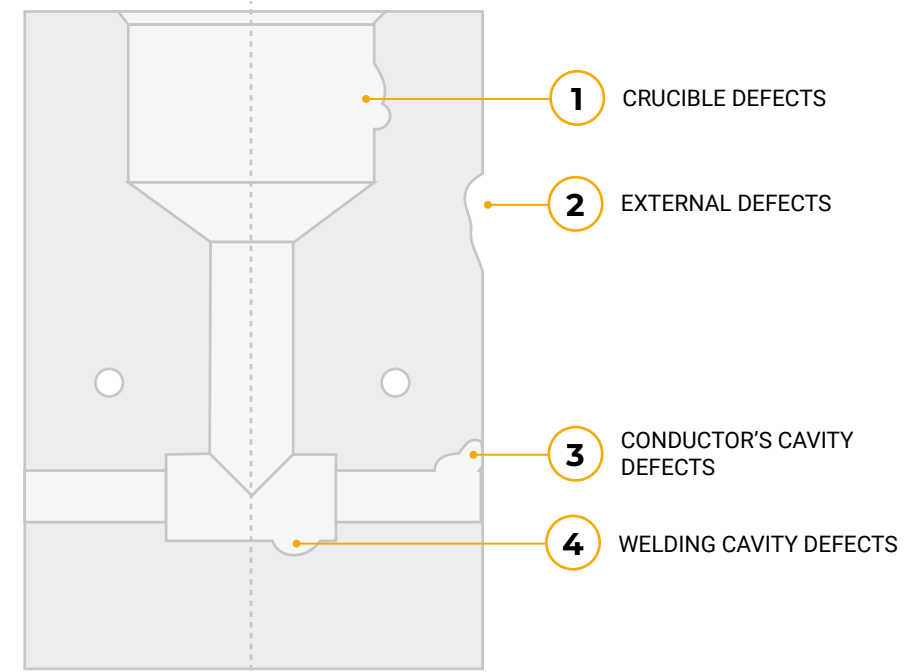 1 CRUCIBLE DEFECTS
2 EXTERNAL DEFECTS
3 CONDUCTOR'S CAVITY
DEFECTS
4 WELDING CAVITY DEFECTS